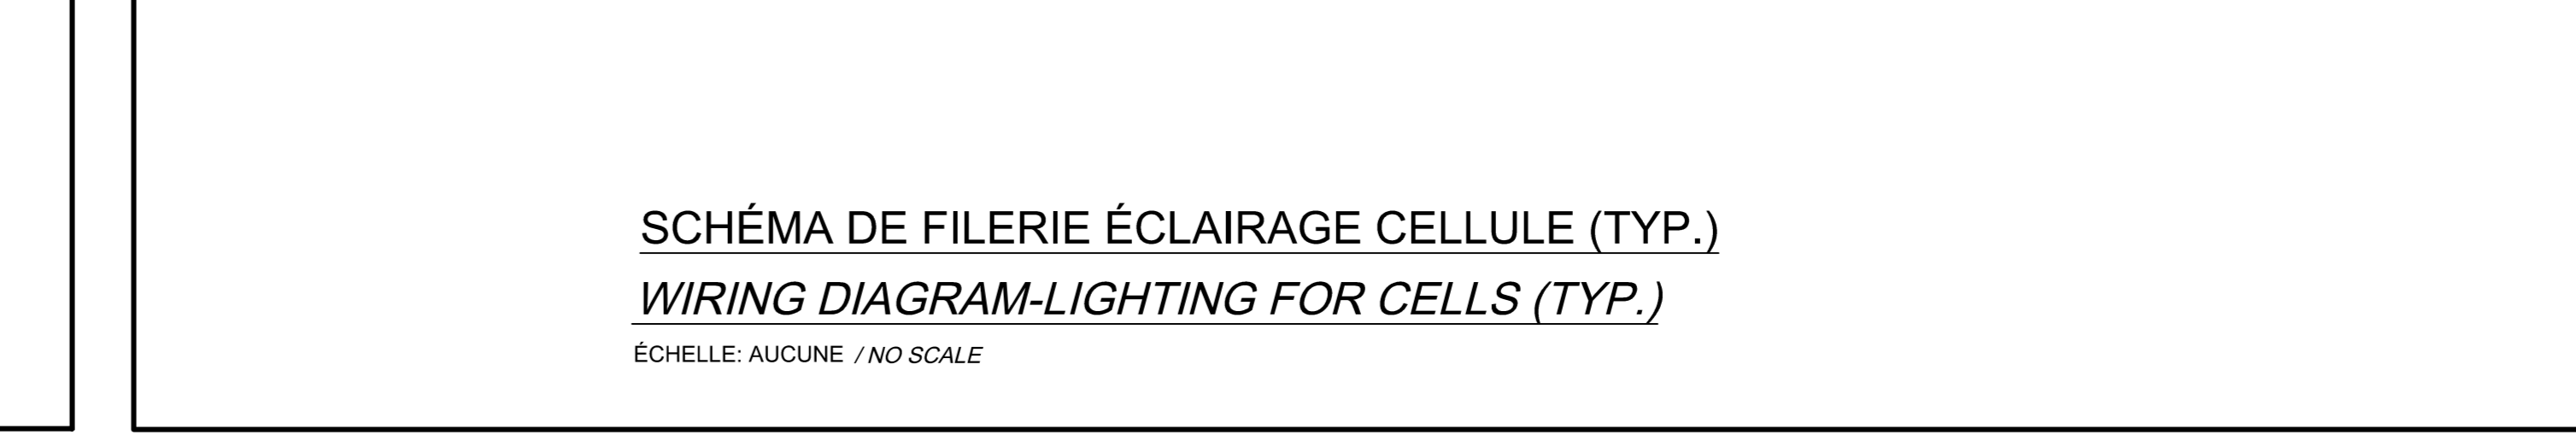 SCHÉMA DE FILERIE ÉCLAIRAGE CELLULE (TYP.)
WIRING DIAGRAM-LIGHTING FOR CELLS (TYP.)
ÉCHELLE: AUCUNE / NO SCALE